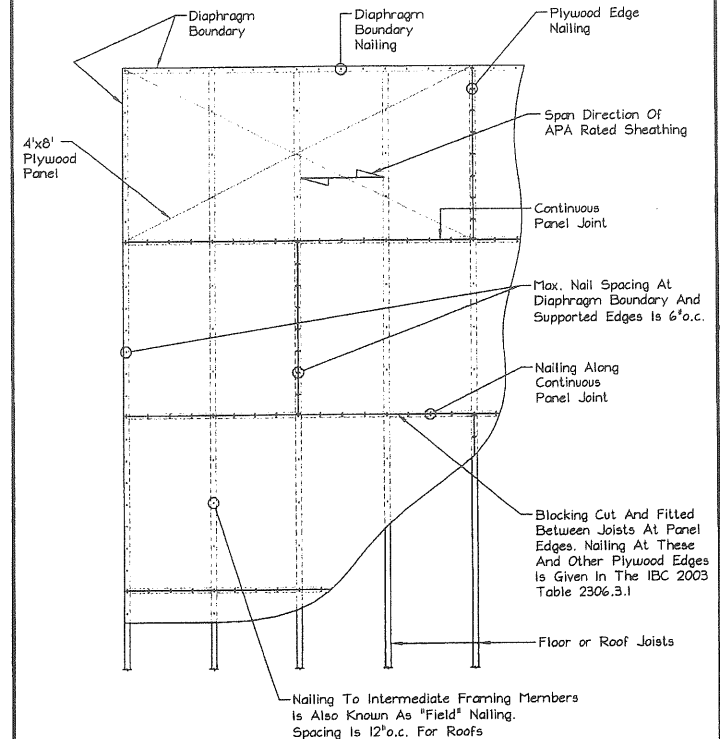 Diaphragm
Boundary
Diaphragm
Boundary
Nailing
Plywood Edge
Nailing
Span Direction Of
APA Rated Sheathing
4'x8'
Plywood
Panel
Continuous
Panel Joint
Max. Nail Spacing At
Diaphragm Boundary And
Supported Edges Is 6"o.c.
Nailing Along
Continuous
Panel Joint
Blocking Cut And Fitted
Between Joists At Panel
Edges. Nailing At These
And Other Plywood Edges
Is Given In The IBC 2003
Table 2306.3.1
Floor or Roof Joists
Nailing To Intermediate Framing Members
Is Also Known As "Field" Nailing.
Spacing Is 12"o.c. For Roofs